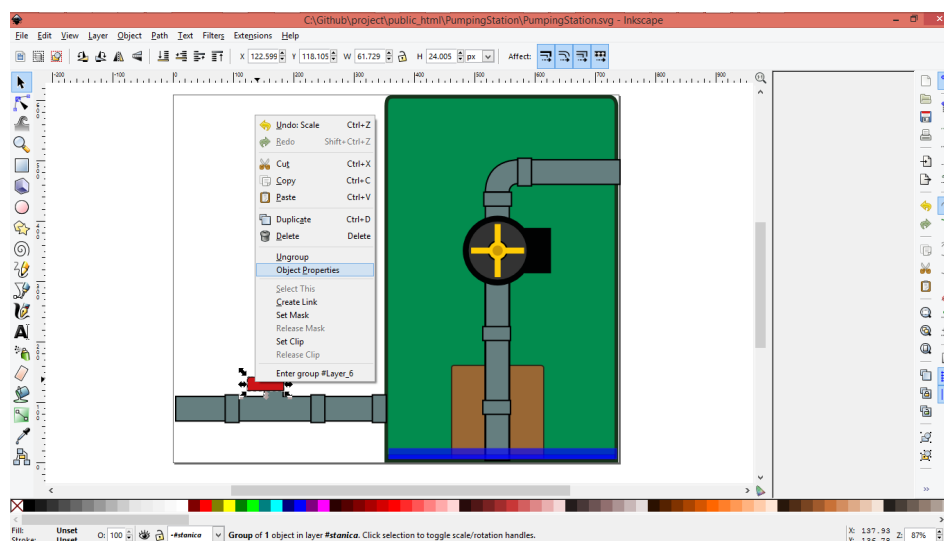 C:\Github\project\public_html\PumpingStation\PumpingStation.svg - Inkscape
File Edit View Layer Object Path Text Filters Extensions Help
X 122.599 Y 118.105 W 61.729 H 24.005 px Affect:
Undo: Scale Ctrl+Z
Redo Shift+Ctrl+Z
Cut Ctrl+X
Copy Ctrl+C
Paste Ctrl+V
Duplicate Ctrl+D
Delete Delete
Ungroup
Object Properties
Select This
Create Link
Set Mask
Release Mask
Set Clip
Release Clip
Enter group #Layer_6
Fill: Unset O: 100 -#stanica Group of 1 object in layer #stanica. Click selection to toggle scale/rotation handles. X: 137.93 Z: 87%
Stroke: Unset Y: 136.78